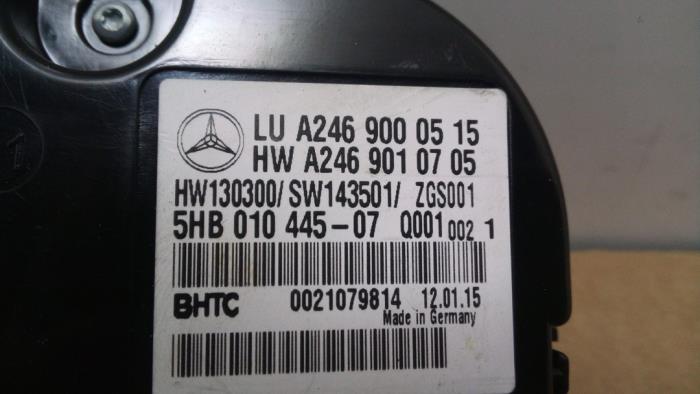 LU A246 900 05 15
HW A246 901 07 05
HW130300/ SW143501/ ZGS001
5HB 010 445-07 Q001 002 1
BHTC 0021079814 12.01.15
Made in Germany